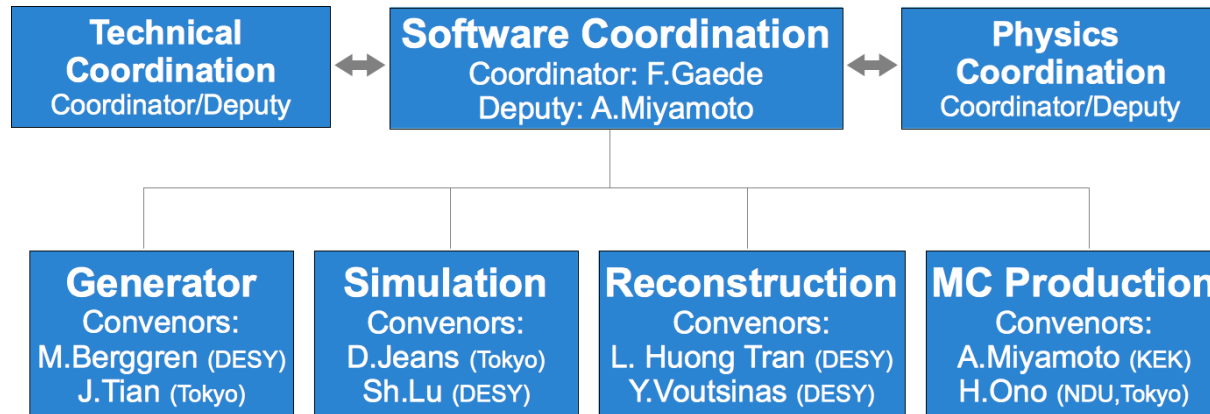 Technical
Coordination
Coordinator/Deputy
Software Coordination
Coordinator: F.Gaede
Deputy: A.Miyamoto
Physics
Coordination
Coordinator/Deputy
Generator
Convenors:
M.Berggren (DESY)
J.Tian (Tokyo)
Simulation
Convenors:
D.Jeans (Tokyo)
Sh.Lu (DESY)
Reconstruction
Convenors:
L. Huong Tran (DESY)
Y.Voutsinas (DESY)
MC Production
Convenors:
A.Miyamoto (KEK)
H.Ono (NDU,Tokyo)